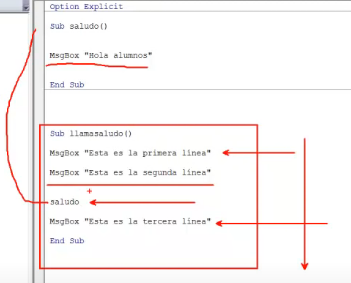 Option Explicit
Sub saludo()
MsgBox "Hola alumnos"
End Sub
Sub llamasaludo()
MsgBox "Esta es la primera linea"
MsgBox "Esta es la segunda linea"
saludo
MsgBox "Esta es la tercera linea"
End Sub